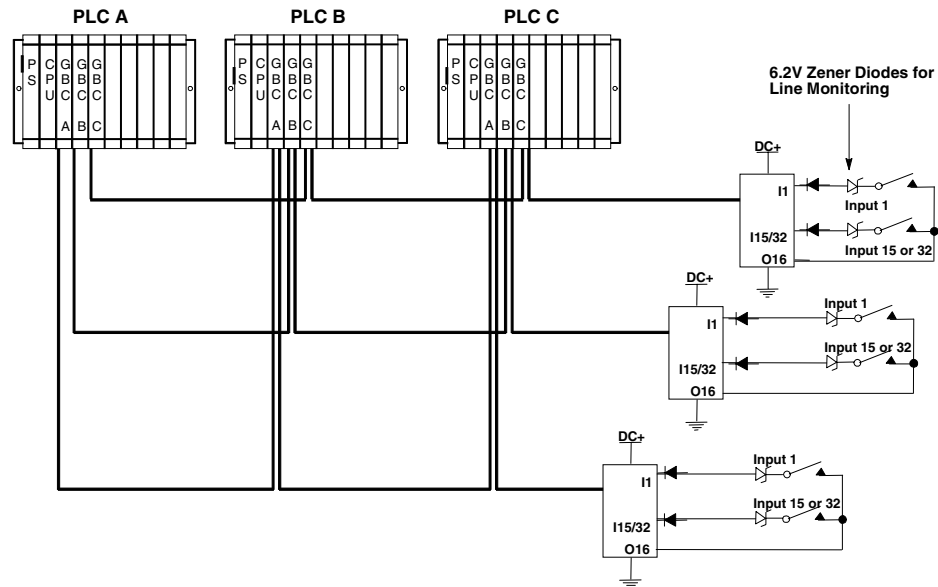 PLC A
PLC B
PLC C
P S
C P U
G B C A
G B C B
G B C C
P S
C P U
G B C A
G B C B
G B C C
P S
C P U
G B C A
G B C B
G B C C
6.2V Zener Diodes for
Line Monitoring
DC+
I1
Input 1
I15/32
Input 15 or 32
O16
DC+
Input 1
I1
Input 15 or 32
I15/32
O16
DC+
Input 1
I1
Input 15 or 32
I15/32
O16